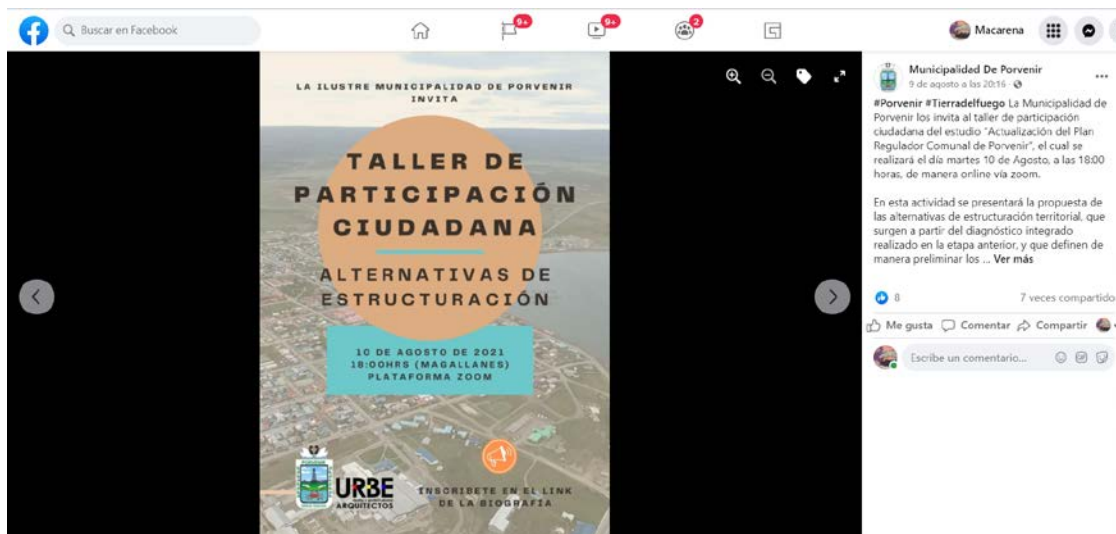 Buscar en Facebook
9+
9+
2
Macarena
LA ILUSTRE MUNICIPALIDAD DE PORVENIR
INVITA
TALLER DE
PARTICIPACIÓN
CIUDADANA
ALTERNATIVAS DE
ESTRUCTURACIÓN
10 DE AGOSTO DE 2021
18:00HRS (MAGALLANES)
PLATAFORMA ZOOM
URBE
ARQUITECTOS
INSCRIBETE EN EL LINK
DE LA BIOGRAFÍA
Municipalidad De Porvenir
9 de agosto a las 20:16 ·
#Porvenir #Tierradelfuego La Municipalidad de
Porvenir los invita al taller de participación
ciudadana del estudio "Actualización del Plan
Regulador Comunal de Porvenir", el cual se
realizará el día martes 10 de Agosto, a las 18:00
horas, de manera online vía zoom.
En esta actividad se presentará la propuesta de
las alternativas de estructuración territorial, que
surgen a partir del diagnóstico integrado
realizado en la etapa anterior, y que definen de
manera preliminar los ... Ver más
8
7 veces compartido
Me gusta Comentar Compartir
Escribe un comentario...